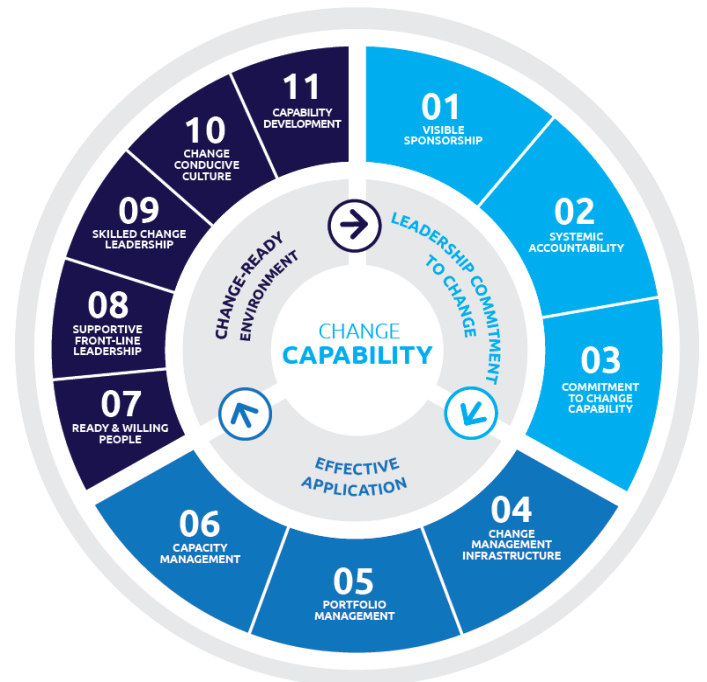 01
VISIBLE
SPONSORSHIP
02
SYSTEMIC
ACCOUNTABILITY
03
COMMITMENT
TO CHANGE
CAPABILITY
04
CHANGE
MANAGEMENT
INFRASTRUCTURE
05
PORTFOLIO
MANAGEMENT
06
CAPACITY
MANAGEMENT
07
READY & WILLING
PEOPLE
08
SUPPORTIVE
FRONT-LINE
LEADERSHIP
09
SKILLED CHANGE
LEADERSHIP
10
CHANGE
CONDUCIVE
CULTURE
11
CAPABILITY
DEVELOPMENT
LEADERSHIP COMMITMENT
TO CHANGE
EFFECTIVE
APPLICATION
CHANGE-READY
ENVIRONMENT
CHANGE
CAPABILITY